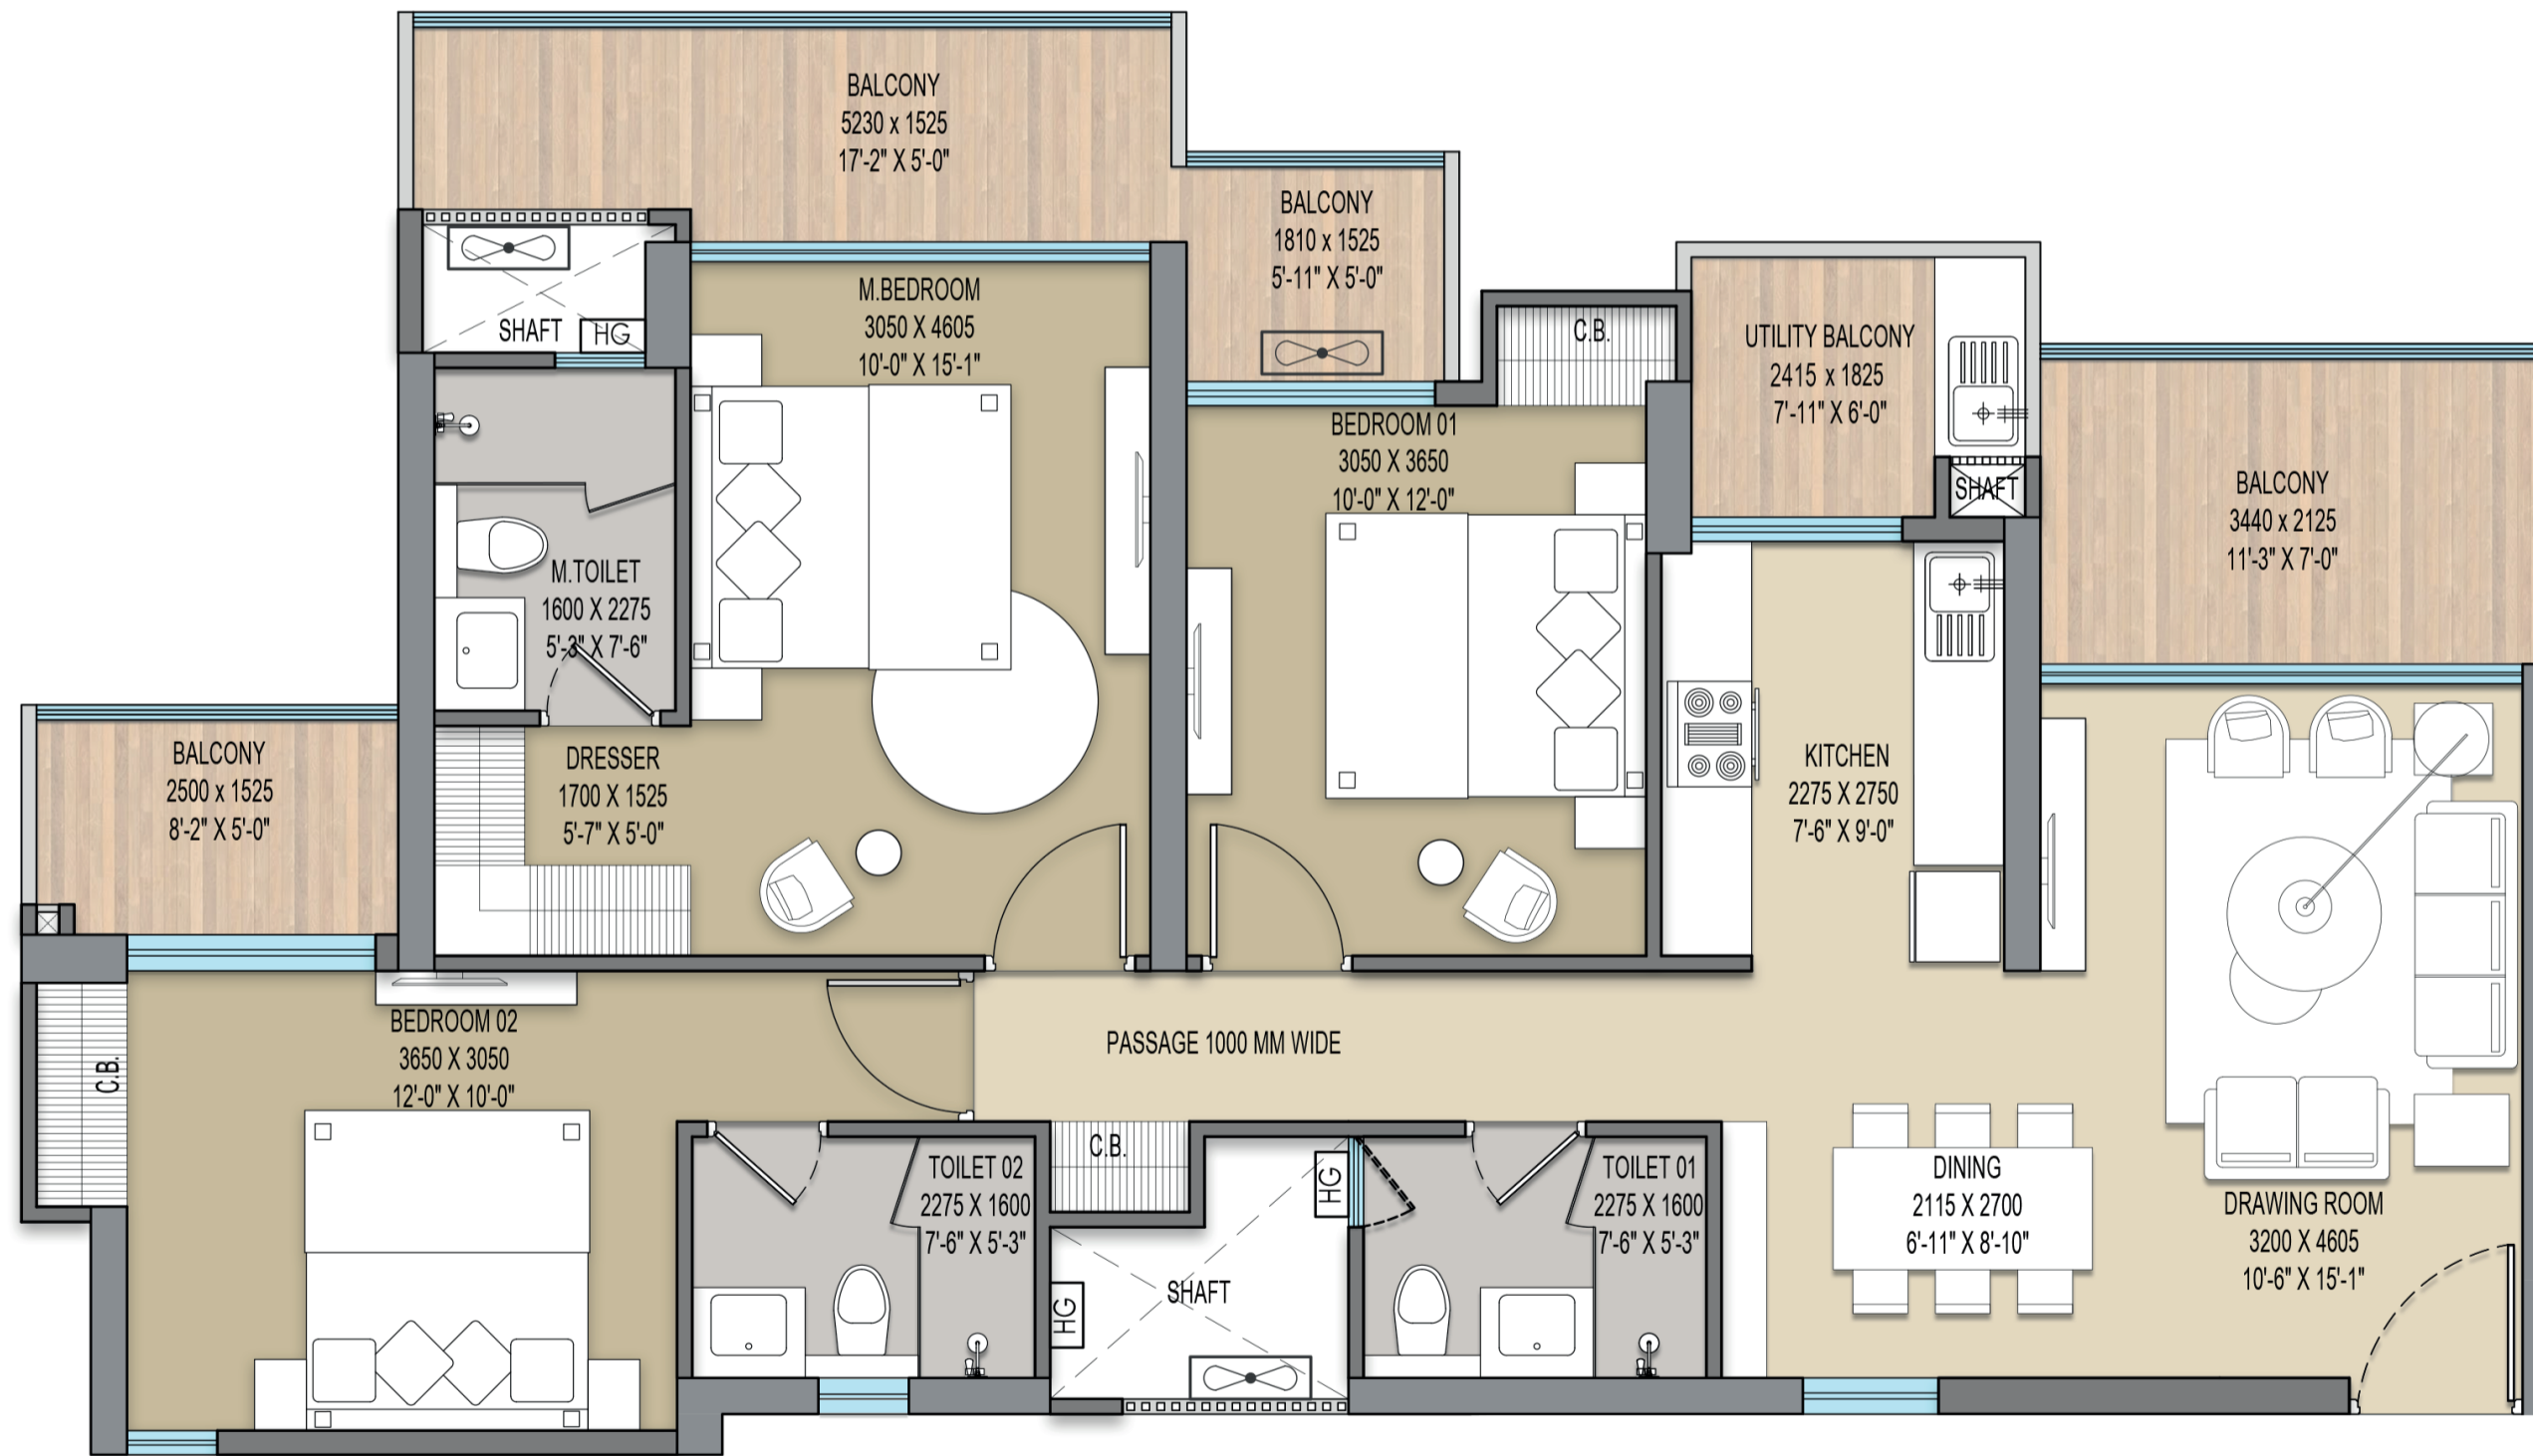 BALCONY
5230 x 1525
17'-2" X 5'-0"
BALCONY
1810 x 1525
5'-11" X 5'-0"
M.BEDROOM
3050 X 4605
10'-0" X 15'-1"
SHAFT
HG
C.B.
UTILITY BALCONY
2415 x 1825
7'-11" X 6'-0"
BEDROOM 01
3050 X 3650
10'-0" X 12'-0"
SHAFT
BALCONY
3440 x 2125
11'-3" X 7'-0"
M.TOILET
1600 X 2275
5'-3" X 7'-6"
BALCONY
2500 x 1525
8'-2" X 5'-0"
DRESSER
1700 X 1525
5'-7" X 5'-0"
KITCHEN
2275 X 2750
7'-6" X 9'-0"
BEDROOM 02
3650 X 3050
12'-0" X 10'-0"
C.B.
PASSAGE 1000 MM WIDE
TOILET 02
2275 X 1600
7'-6" X 5'-3"
C.B.
HG
SHAFT
HG
TOILET 01
2275 X 1600
7'-6" X 5'-3"
DINING
2115 X 2700
6'-11" X 8'-10"
DRAWING ROOM
3200 X 4605
10'-6" X 15'-1"